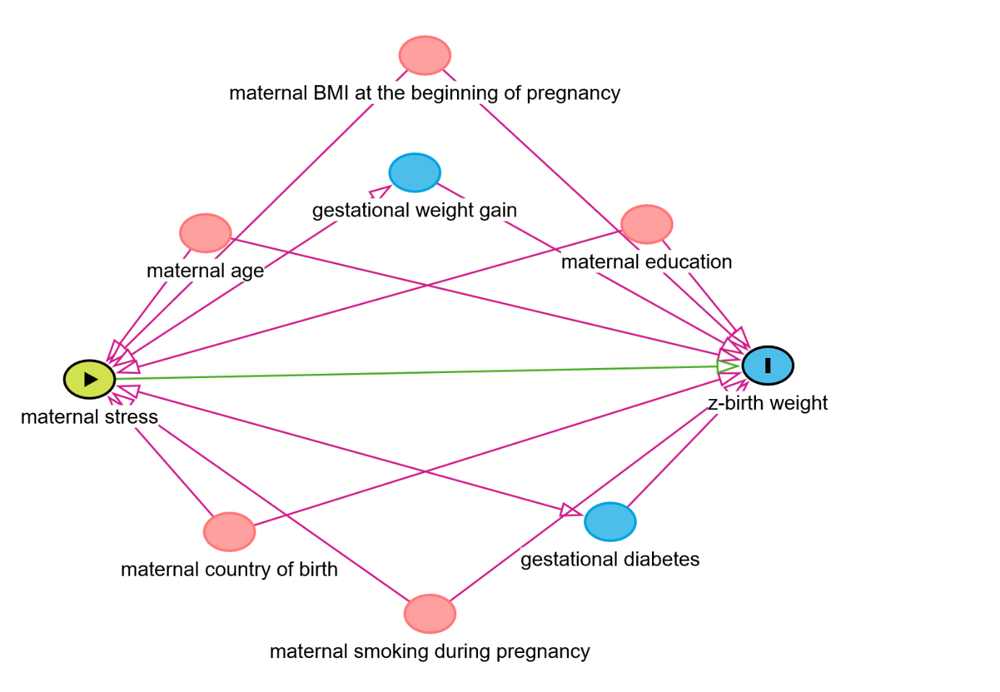 maternal BMI at the beginning of pregnancy
gestational weight gain
maternal education
maternal age
z-birth weight
maternal stress
gestational diabetes
maternal country of birth
maternal smoking during pregnancy